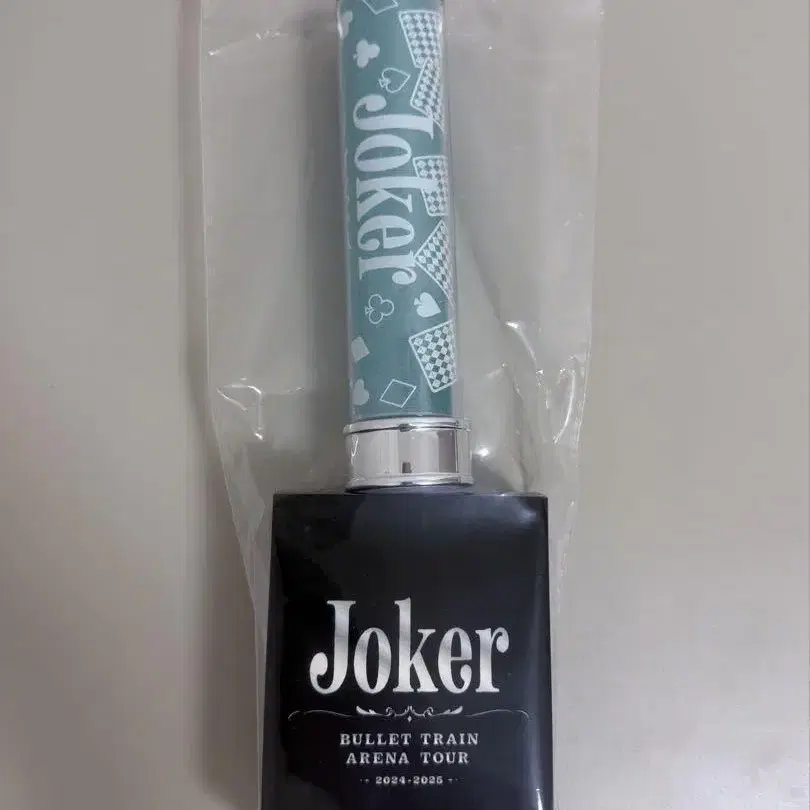 Joker
Joker
BULLET TRAIN
ARENA TOUR
2024-2025